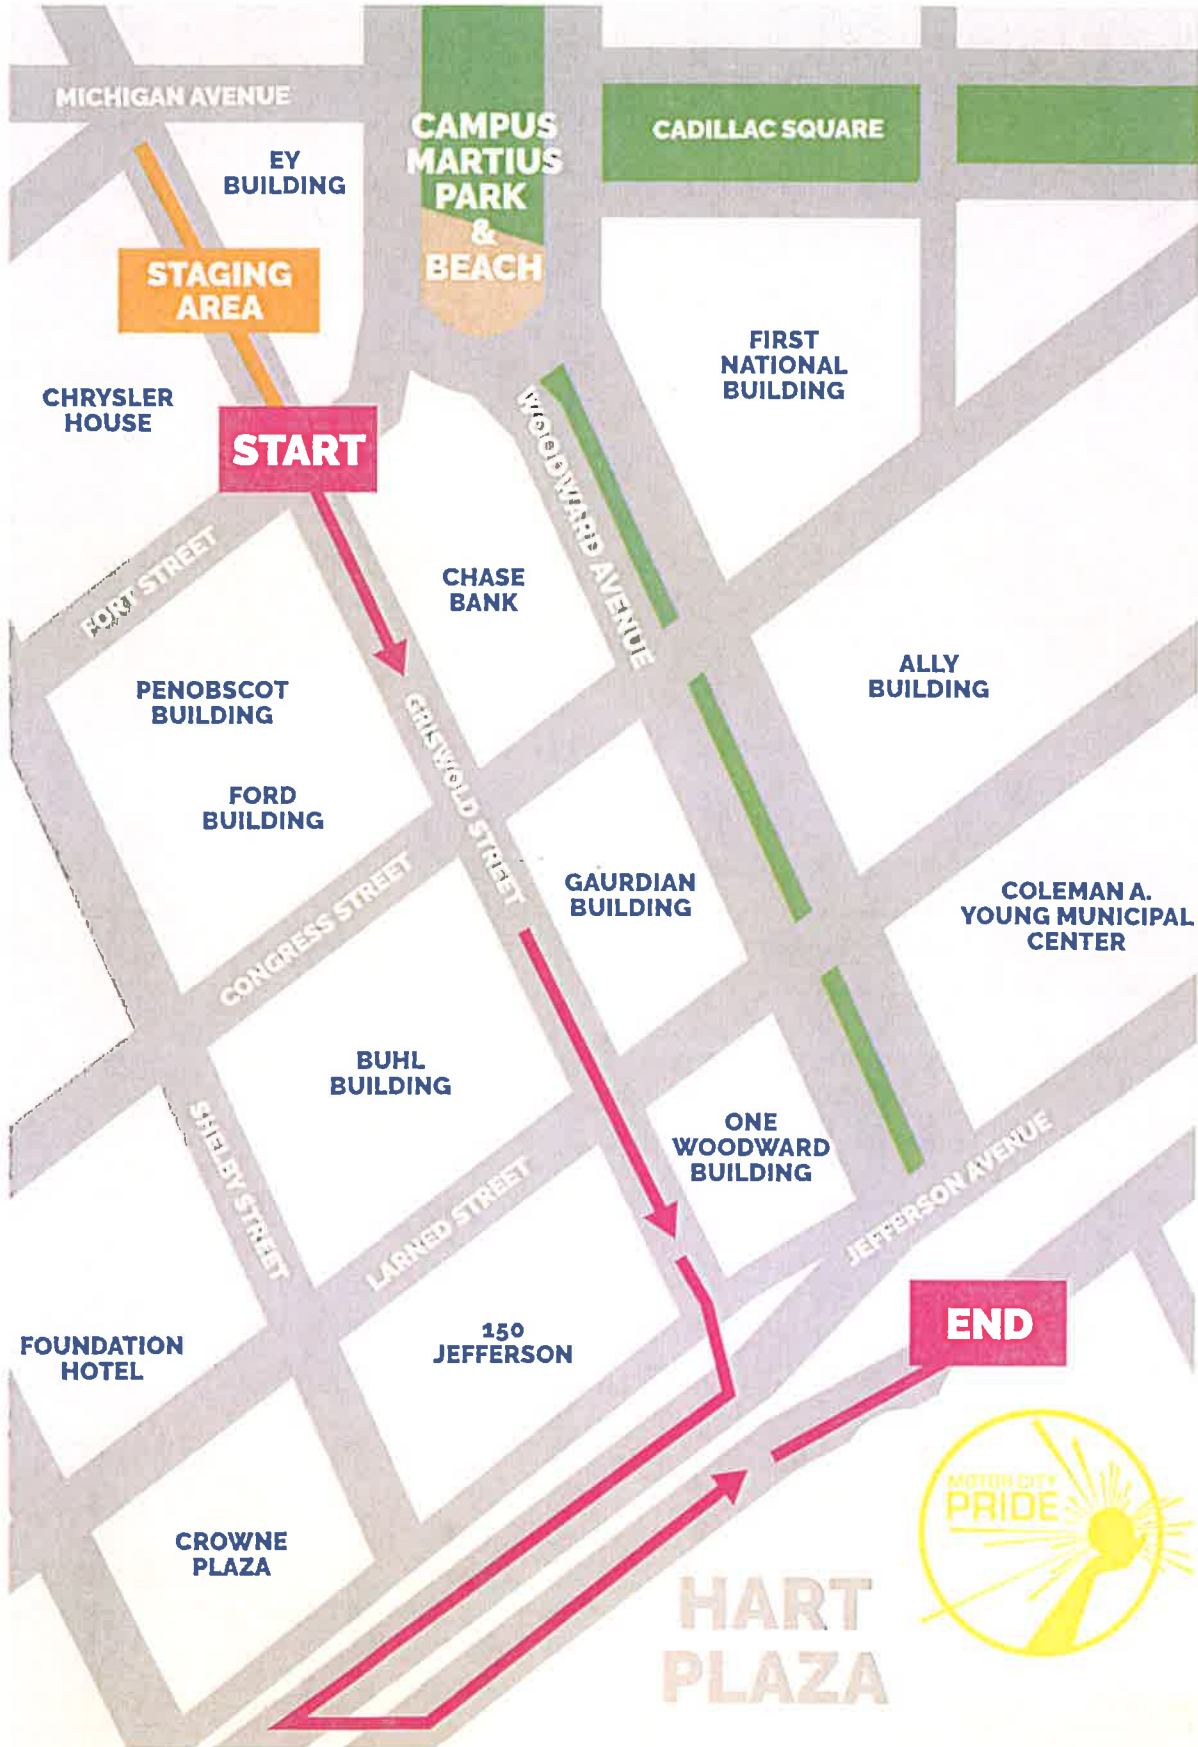 MICHIGAN AVENUE
EY
BUILDING
CAMPUS
MARTIUS
PARK
&
BEACH
CADILLAC SQUARE
STAGING
AREA
FIRST
NATIONAL
BUILDING
CHRYSLER
HOUSE
START
WOODWARD AVENUE
FORT STREET
CHASE
BANK
ALLY
BUILDING
PENOBSCOT
BUILDING
GRISWOLD STREET
FORD
BUILDING
GAURDIAN
BUILDING
COLEMAN A.
YOUNG MUNICIPAL
CENTER
CONGRESS STREET
BUHL
BUILDING
SHELBY STREET
ONE
WOODWARD
BUILDING
LARNED STREET
JEFFERSON AVENUE
FOUNDATION
HOTEL
150
JEFFERSON
END
MOTOR CITY
PRIDE
CROWNE
PLAZA
HART
PLAZA